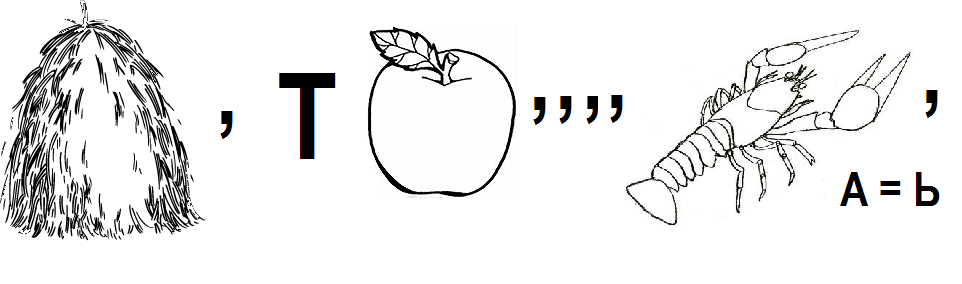 , Т ,,,, ,
А = Ь